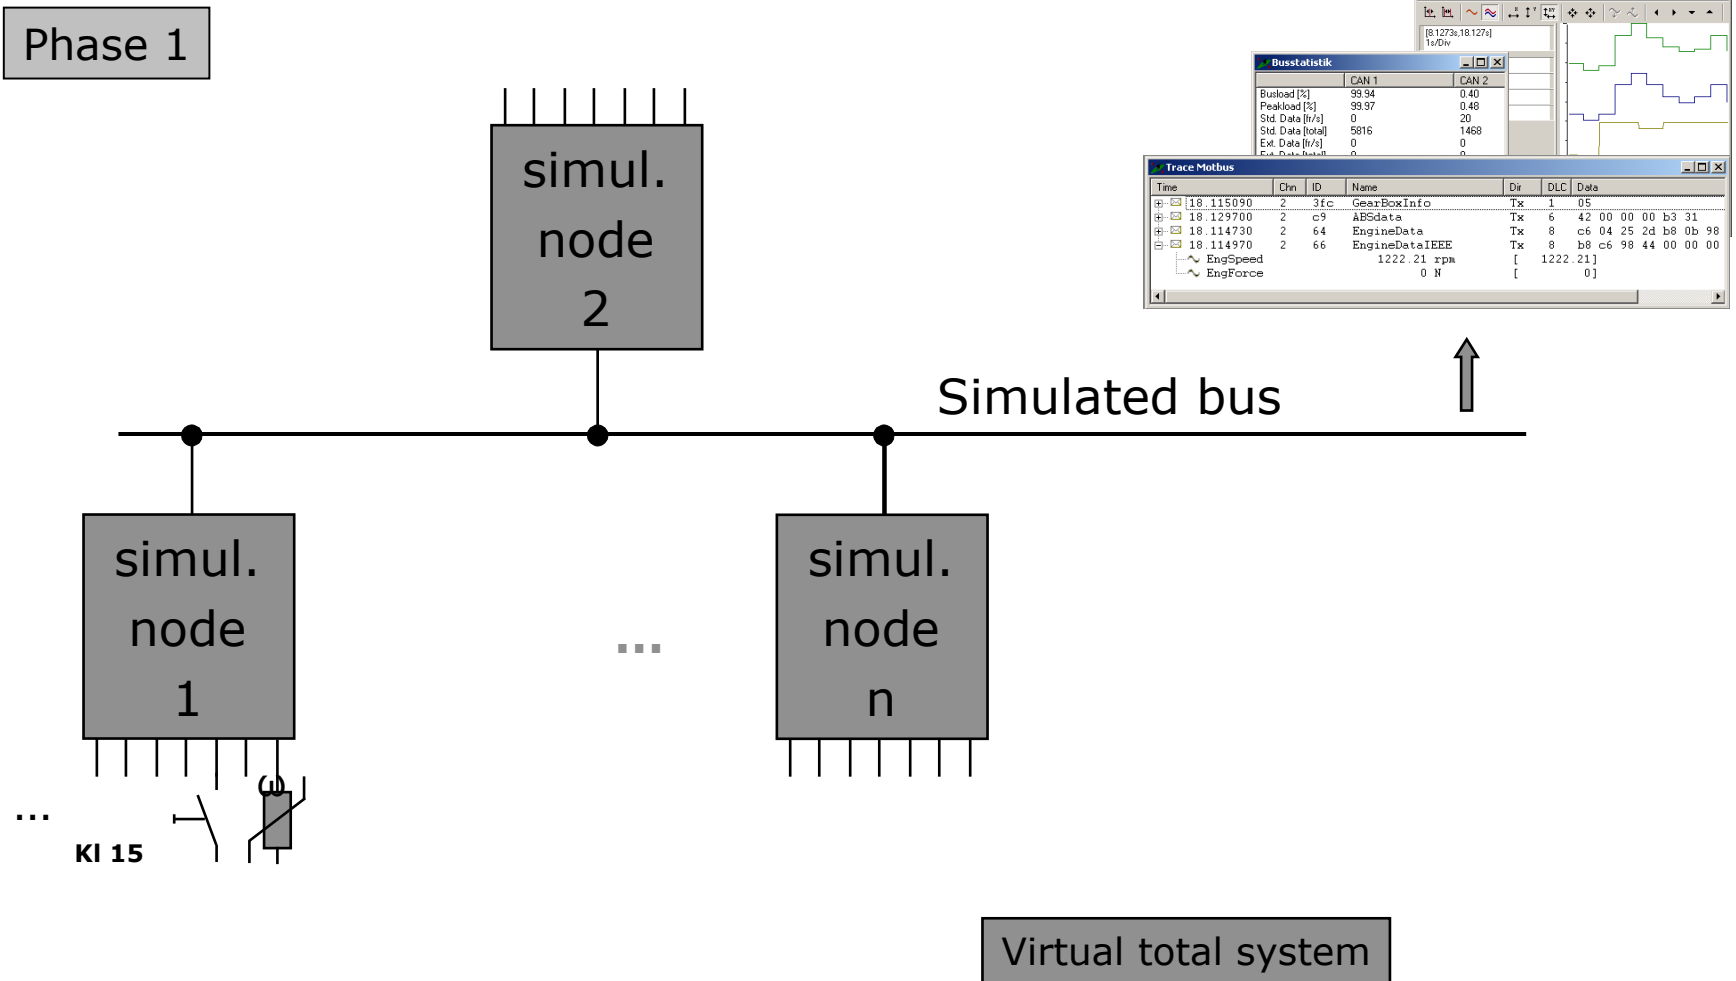 Phase 1
simul.
node
2
Simulated bus
simul.
node
1
...
simul.
node
n
...
Kl 15
Virtual total system
[8.1273s,18.127s]
1s/Div
Busstatistik
CAN 1 CAN 2
Busload [%] 99.94 0.40
Peakload [%] 99.97 0.48
Std. Data [fr/s] 0 20
Std. Data [total] 5816 1468
Ext. Data [fr/s] 0 0
Trace Motbus
Time Chn ID Name Dir DLC Data
18.115090 2 3fc GearBoxInfo Tx 1 05
18.129700 2 c9 ABSdata Tx 6 42 00 00 00 b3 31
18.114730 2 64 EngineData Tx 8 c6 04 25 2d b8 0b 98
18.114970 2 66 EngineDataIEEE Tx 8 b8 c6 98 44 00 00 00
EngSpeed 1222.21 rpm [ 1222.21]
EngForce 0 N [ 0]